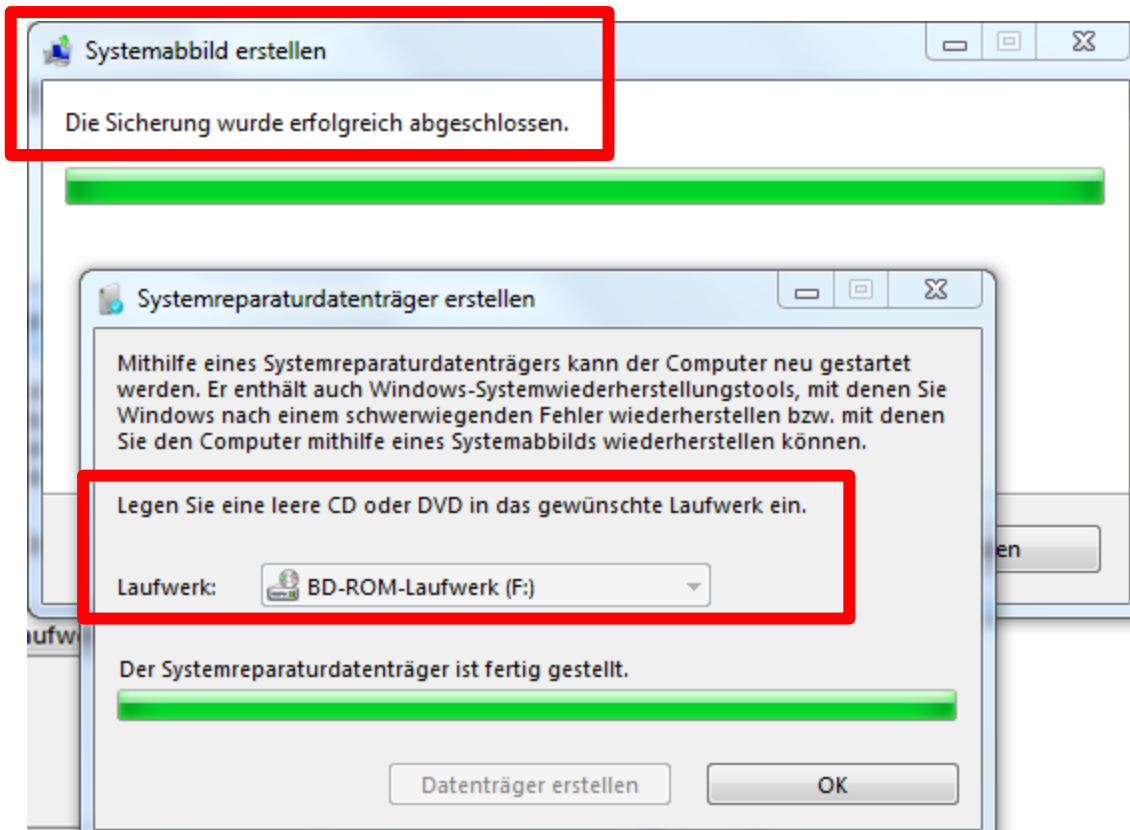 Systemabbild erstellen
Die Sicherung wurde erfolgreich abgeschlossen.
Systemreparaturdatenträger erstellen
Mithilfe eines Systemreparaturdatenträgers kann der Computer neu gestartet
werden. Er enthält auch Windows-Systemwiederherstellungstools, mit denen Sie
Windows nach einem schwerwiegenden Fehler wiederherstellen bzw. mit denen
Sie den Computer mithilfe eines Systemabbilds wiederherstellen können.
Legen Sie eine leere CD oder DVD in das gewünschte Laufwerk ein.
en
Laufwerk: BD-ROM-Laufwerk (F:)
aufw
Der Systemreparaturdatenträger ist fertig gestellt.
Datenträger erstellen OK